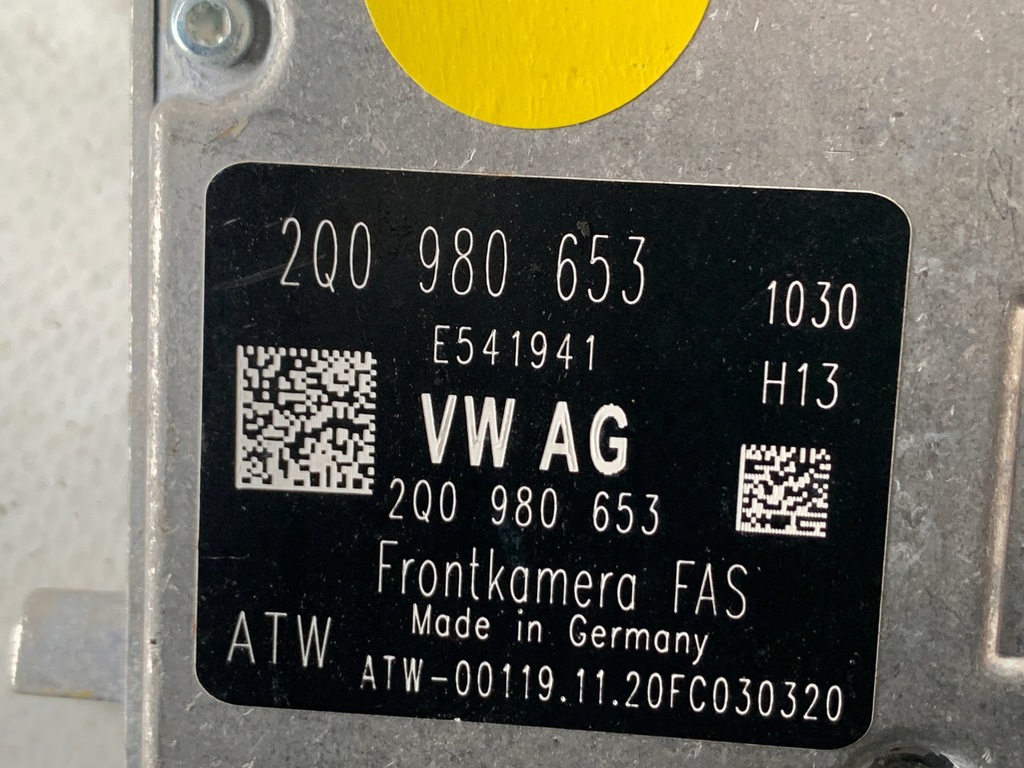 2Q0 980 653
1030
E541941
H13
VW AG
2Q0 980 653
Frontkamera FAS
Made in Germany
ATW
ATW-00119.11.20FC030320